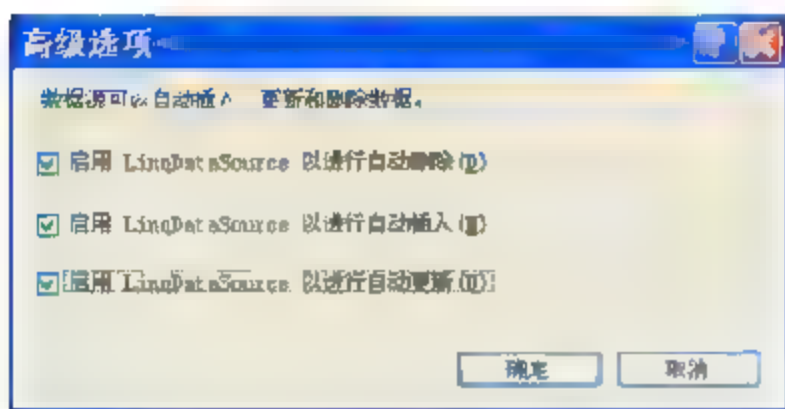 高级选项
数据源可以自动插入、更新和删除数据。
启用 LinqDataSource 以进行自动删除(D)
启用 LinqDataSource 以进行自动插入(I)
启用 LinqDataSource 以进行自动更新(U)
确定 取消